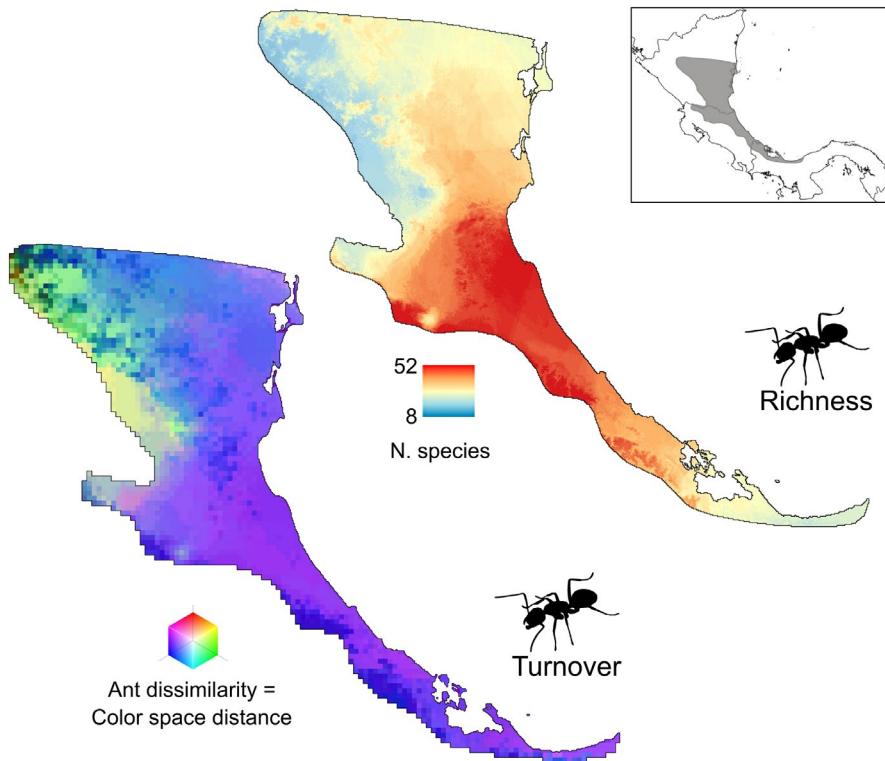 52
8
N. species
Richness
Turnover
Ant dissimilarity =
Color space distance